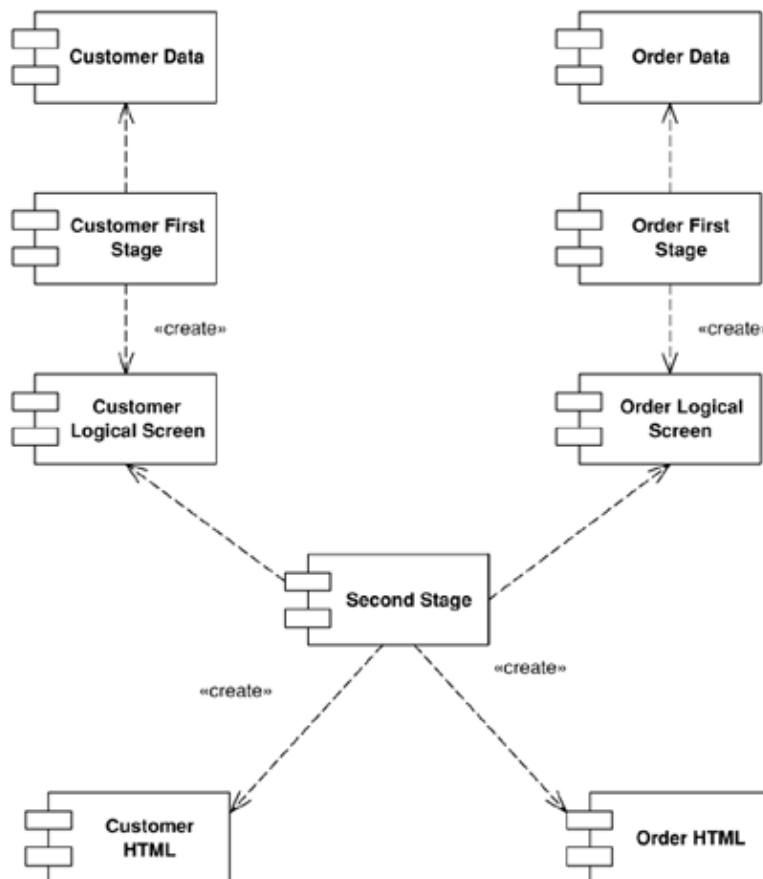 Customer Data
Order Data
Customer First
Stage
Order First
Stage
«create»
«create»
Customer
Logical Screen
Order Logical
Screen
Second Stage
«create»
«create»
Customer
HTML
Order HTML